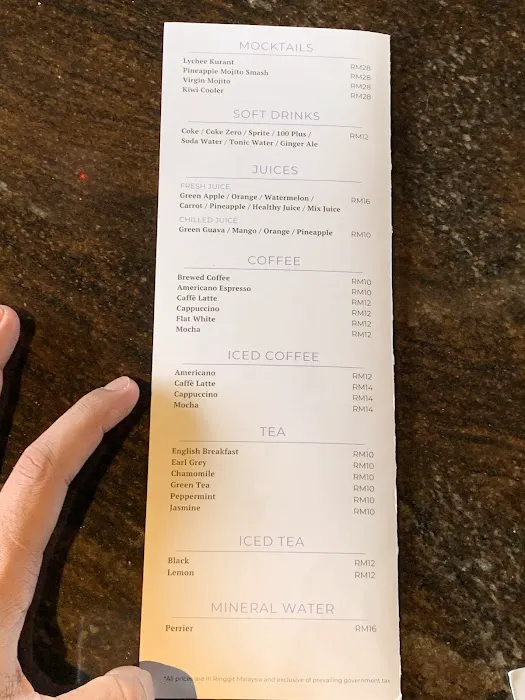 MOCKTAILS
Lychee Kurant RM28
Pineapple Mojito Smash RM28
Virgin Mojito RM28
Kiwi Cooler RM28
SOFT DRINKS
Coke / Coke Zero / Sprite / 100 Plus / RM12
Soda Water / Tonic Water / Ginger Ale
JUICES
FRESH JUICE
Green Apple / Orange / Watermelon / RM16
Carrot / Pineapple / Healthy Juice / Mix Juice
CHILLED JUICE
Green Guava / Mango / Orange / Pineapple RM10
COFFEE
Brewed Coffee RM10
Americano Espresso RM10
Caffè Latte RM12
Cappuccino RM12
Flat White RM12
Mocha RM12
ICED COFFEE
Americano RM12
Caffè Latte RM14
Cappuccino RM14
Mocha RM14
TEA
English Breakfast RM10
Earl Grey RM10
Chamomile RM10
Green Tea RM10
Peppermint RM10
Jasmine RM10
ICED TEA
Black RM12
Lemon RM12
MINERAL WATER
Perrier RM16
*All prices are in Ringgit Malaysia and exclusive of prevailing government tax